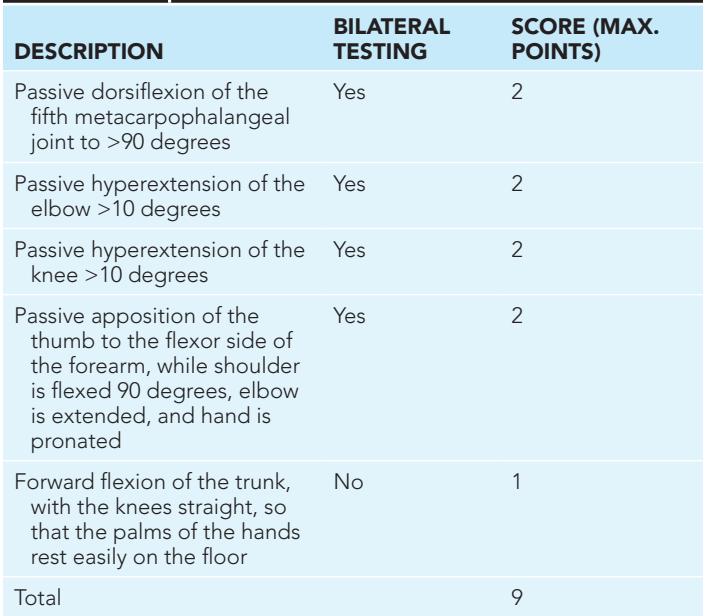 DESCRIPTION BILATERAL TESTING SCORE (MAX. POINTS)
Passive dorsiflexion of the Yes 2
fifth metacarpophalangeal
joint to >90 degrees
Passive hyperextension of the Yes 2
elbow >10 degrees
Passive hyperextension of the Yes 2
knee >10 degrees
Passive apposition of the Yes 2
thumb to the flexor side of
the forearm, while shoulder
is flexed 90 degrees, elbow
is extended, and hand is
pronated
Forward flexion of the trunk, No 1
with the knees straight, so
that the palms of the hands
rest easily on the floor
Total 9